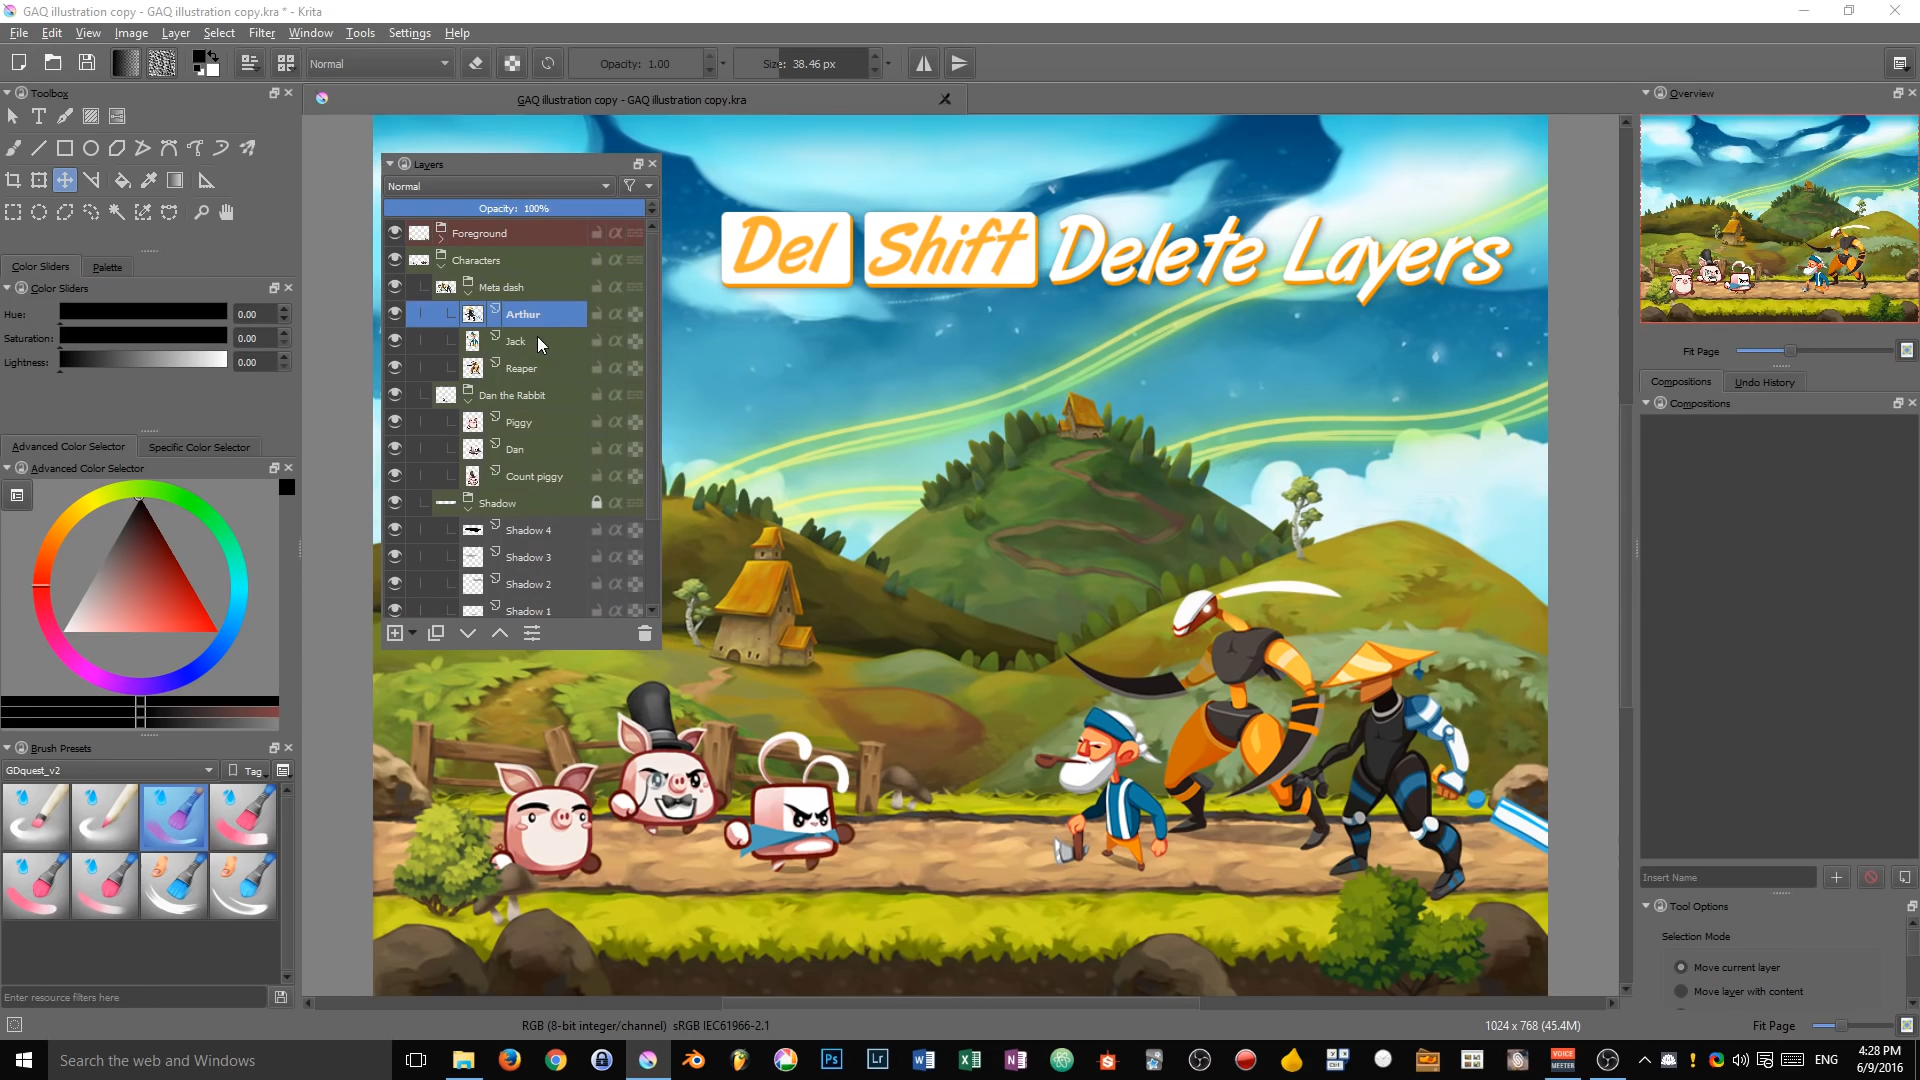 GAQ illustration copy - GAQ illustration copy.kra * - Krita
File Edit View Image Layer Select Filter Window Tools Settings Help
Normal
Opacity: 1.00
Size: 38.46 px
Toolbox
GAQ illustration copy - GAQ illustration copy.kra
Overview
Layers
Normal
Opacity: 100%
Foreground
Characters
Meta dash
Arthur
Jack
Reaper
Dan the Rabbit
Piggy
Dan
Count piggy
Shadow
Shadow 4
Shadow 3
Shadow 2
Shadow 1
Del Shift Delete Layers
Color Sliders Palette
Color Sliders
Hue: 0.00
Saturation: 0.00
Lightness: 0.00
Advanced Color Selector Specific Color Selector
Advanced Color Selector
Brush Presets
GDquest_v2
Tag
Enter resource filters here
Fit Page
Compositions Undo History
Compositions
Insert Name
Tool Options
Selection Mode
Move current layer
Move layer with content
RGB (8-bit integer/channel) sRGB IEC61966-2.1
1024 x 768 (45.4M)
Fit Page
Search the web and Windows
Ps
Lr
VOICE
MEETER
Ctrl
ENG
4:28 PM
6/9/2016